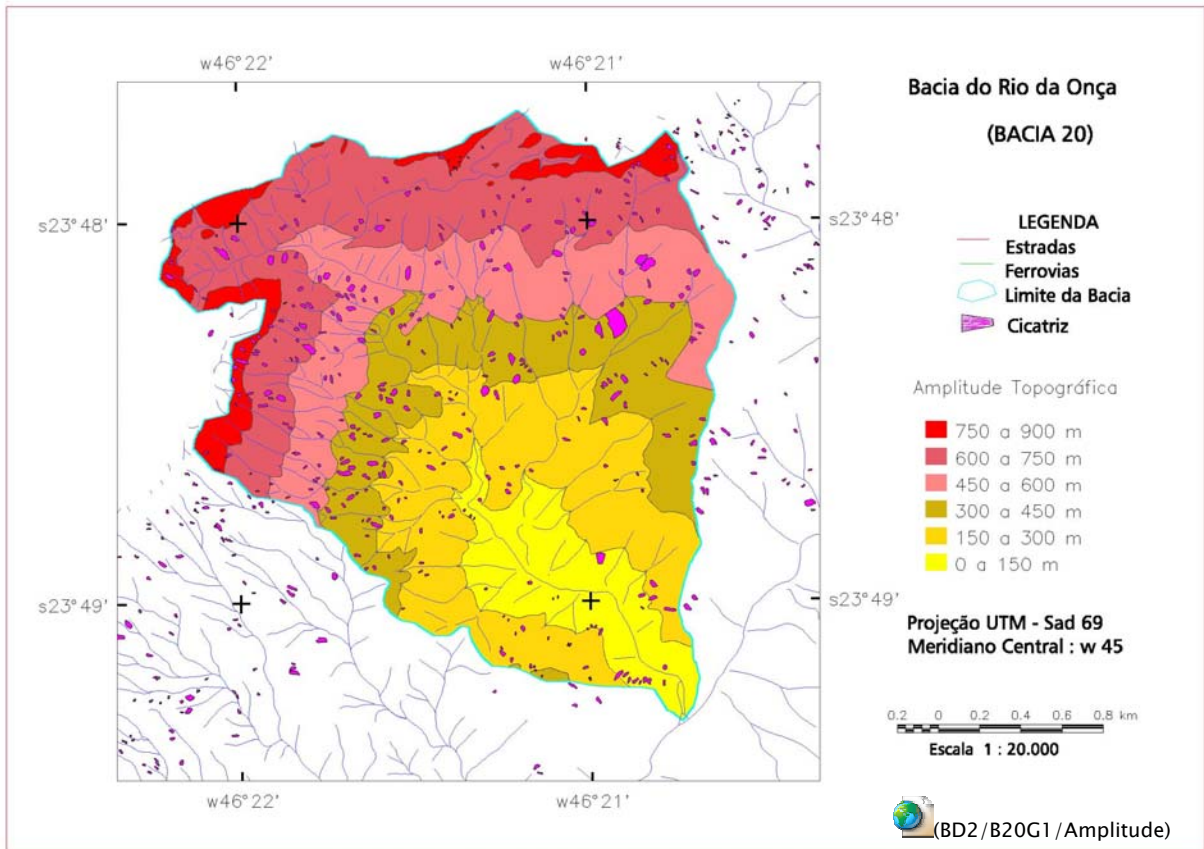 w46°22'
w46°21'
s23°48'
s23°48'
s23°49'
s23°49'
w46°22'
w46°21'
Bacia do Rio da Onça
(BACIA 20)
LEGENDA
Estradas
Ferrovias
Limite da Bacia
Cicatriz
Amplitude Topográfica
750 a 900 m
600 a 750 m
450 a 600 m
300 a 450 m
150 a 300 m
0 a 150 m
Projeção UTM - Sad 69
Meridiano Central : w 45
0.2 0 0.2 0.4 0.6 0.8 km
Escala 1 : 20.000
(BD2/B20G1/Amplitude)